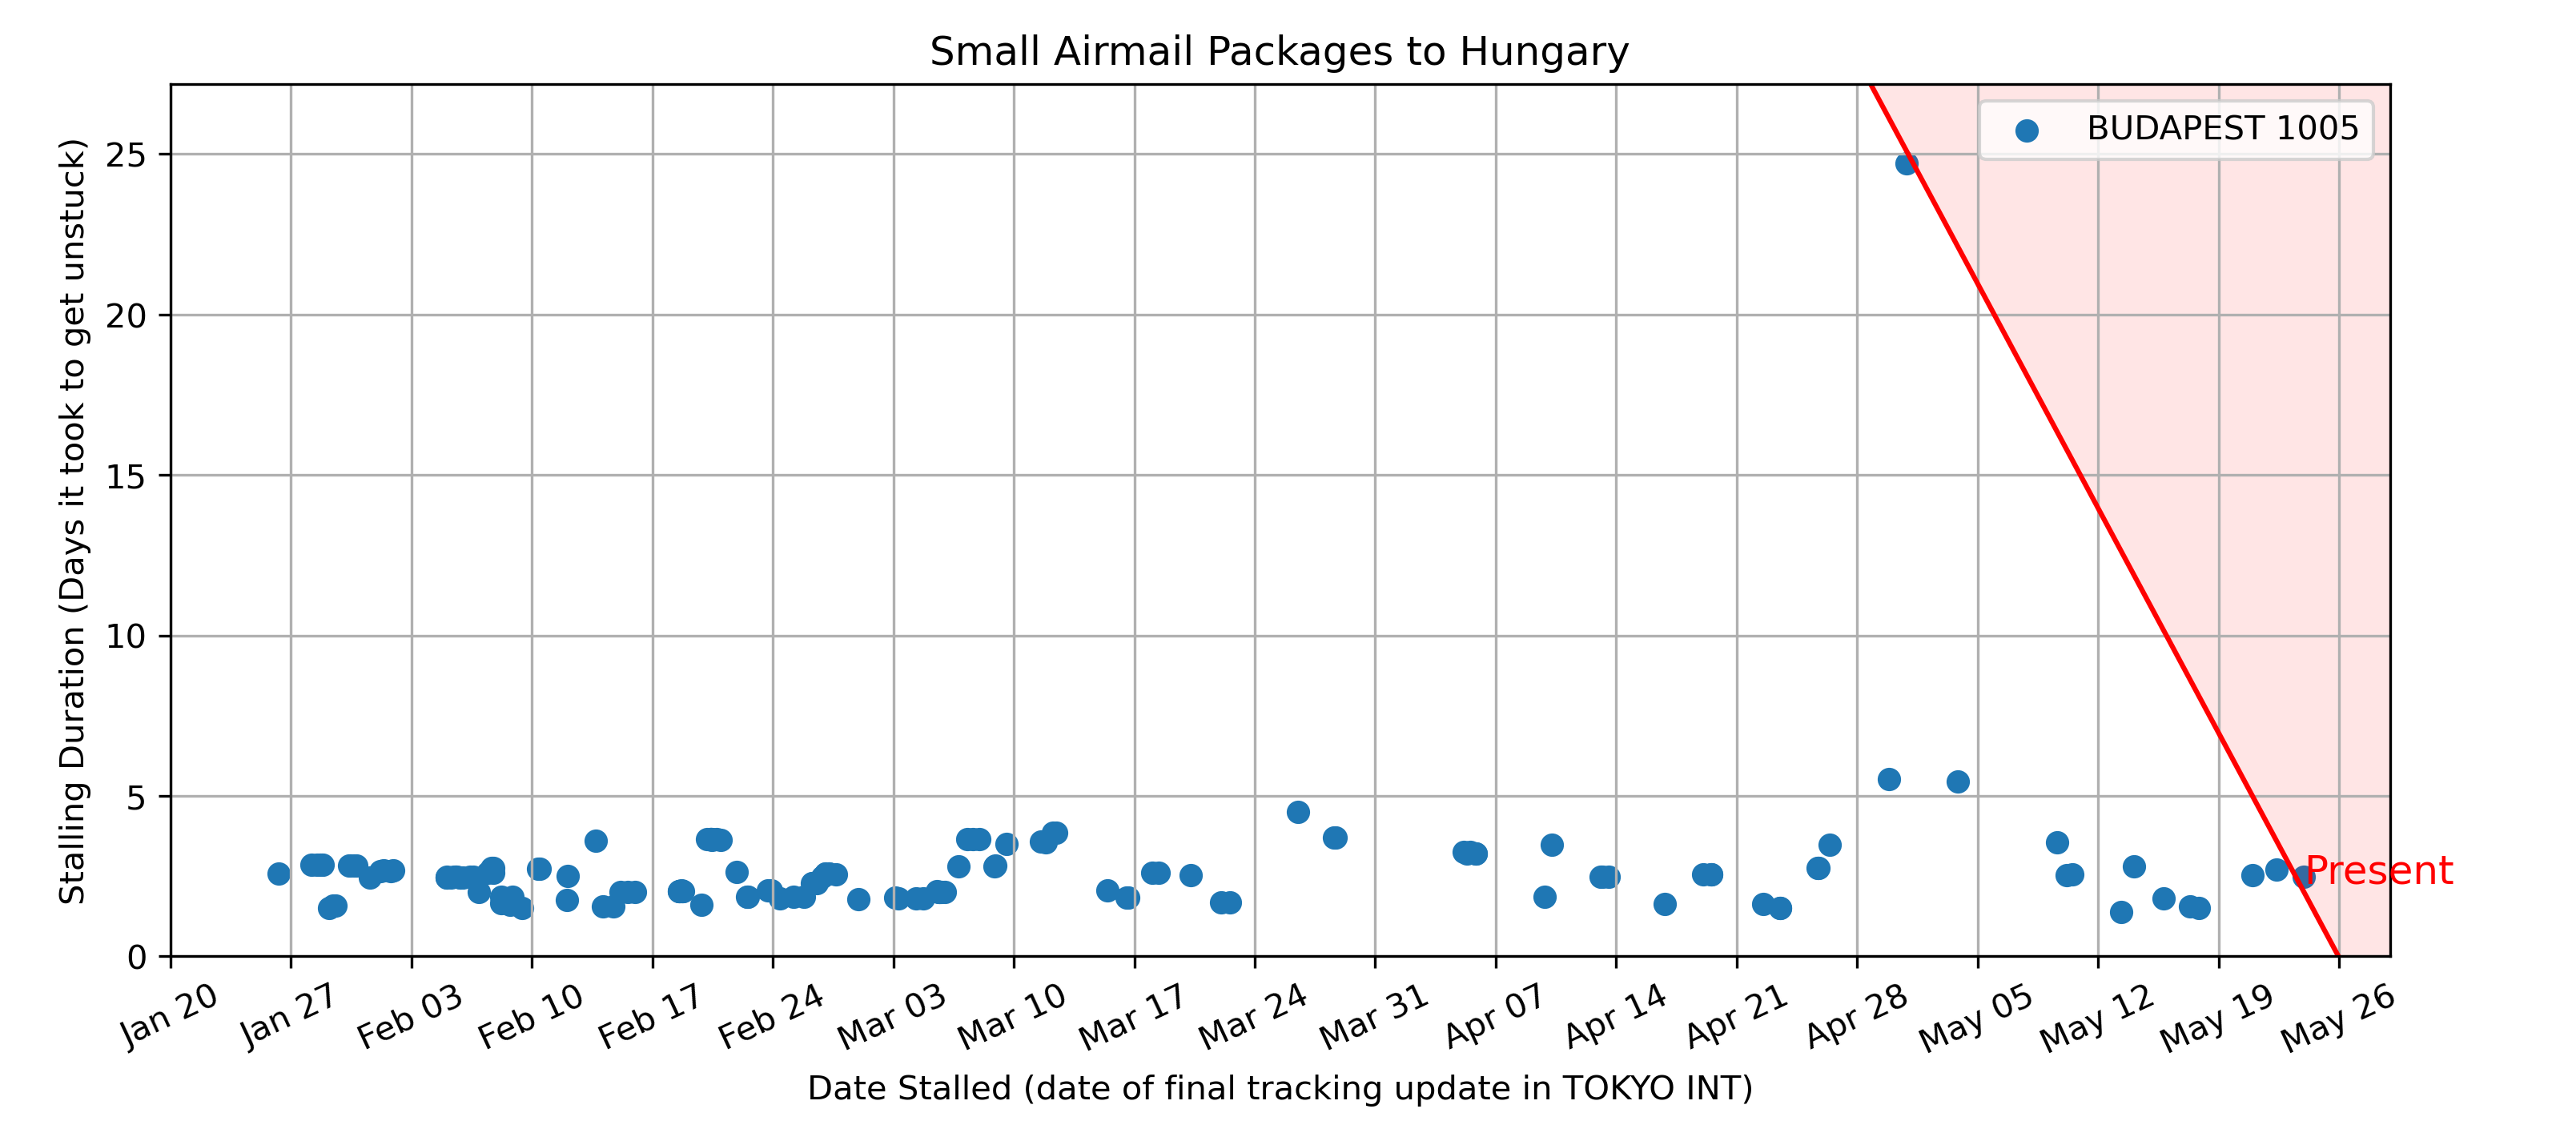 Small Airmail Packages to Hungary
BUDAPEST 1005
Stalling Duration (Days it took to get unstuck)
25
20
15
10
5
0
Present
Jan 20
Jan 27
Feb 03
Feb 10
Feb 17
Feb 24
Mar 03
Mar 10
Mar 17
Mar 24
Mar 31
Apr 07
Apr 14
Apr 21
Apr 28
May 05
May 12
May 19
May 26
Date Stalled (date of final tracking update in TOKYO INT)